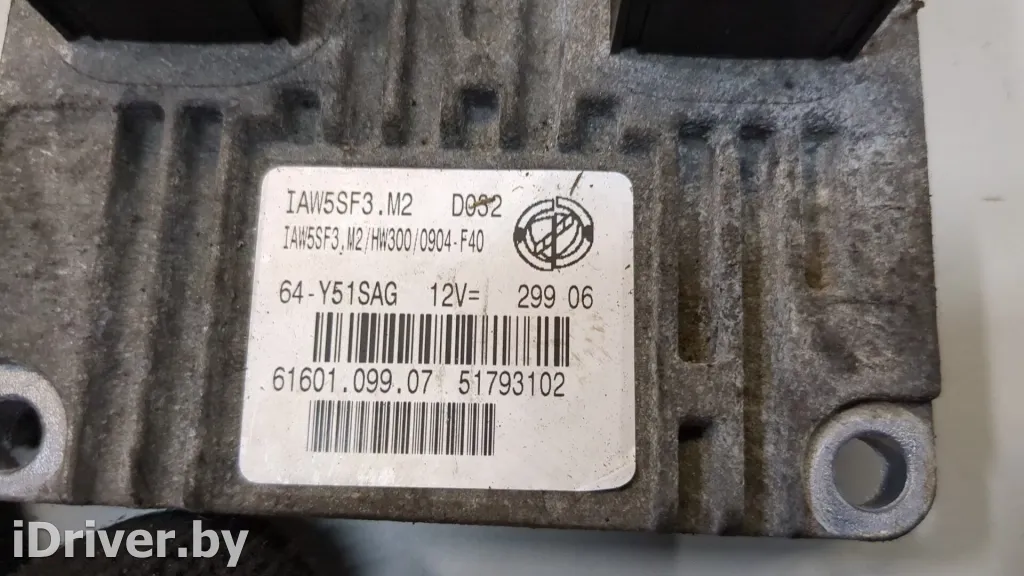 IAW5SF3.M2 D032
IAW5SF3.M2/HW300/0904-F40
64-Y51SAG 12V= 299 06
61601.099.07 51793102
iDriver.by